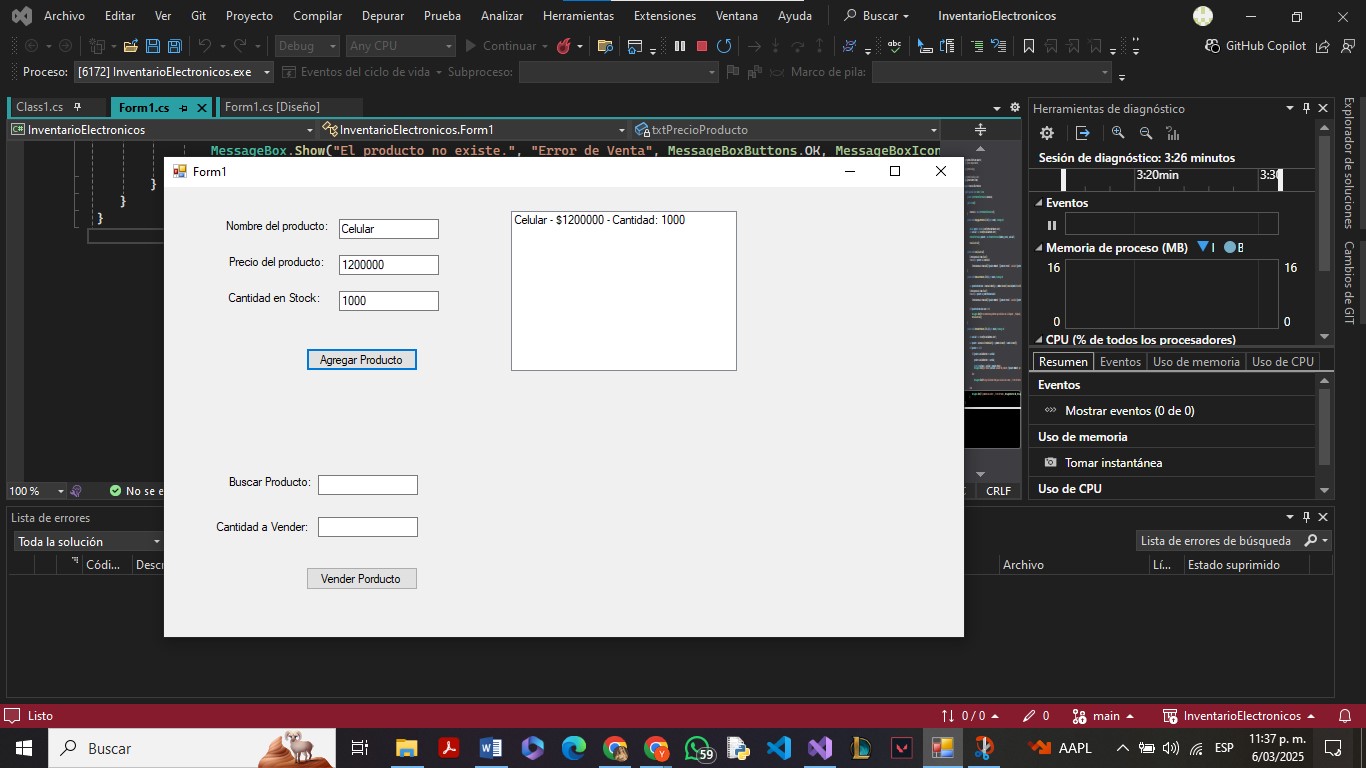 Archivo Editar Ver Git Proyecto Compilar Depurar Prueba Analizar Herramientas Extensiones Ventana Ayuda Buscar InventarioElectronicos
Debug Any CPU Continuar GitHub Copilot
Proceso: [6172] InventarioElectronicos.exe Eventos del ciclo de vida Subproceso: Marco de pila:
Class1.cs Form1.cs Form1.cs [Diseño]
InventarioElectronicos InventarioElectronicos.Form1 txtPrecioProducto
MessageBox.Show("El producto no existe.", "Error de Venta", MessageBoxButtons.OK, MessageBoxIcon
}
}
}
Form1
Nombre del producto: Celular
Precio del producto: 1200000
Cantidad en Stock: 1000
Agregar Producto
Celular - $1200000 - Cantidad: 1000
Buscar Producto:
Cantidad a Vender:
Vender Porducto
Herramientas de diagnóstico
Sesión de diagnóstico: 3:26 minutos
3:20min 3:30
Eventos
Memoria de proceso (MB) I B
16 16
0 0
CPU (% de todos los procesadores)
Resumen Eventos Uso de memoria Uso de CPU
Eventos
Mostrar eventos (0 de 0)
Uso de memoria
Tomar instantánea
Uso de CPU
Explorador de soluciones
Cambios de GIT
100 % No se e CRLF
Lista de errores
Toda la solución Lista de errores de búsqueda
Códi... Descr Archivo Lí... Estado suprimido
Listo 0 / 0 0 main InventarioElectronicos
Buscar 59 AAPL ESP 11:37 p. m.
6/03/2025